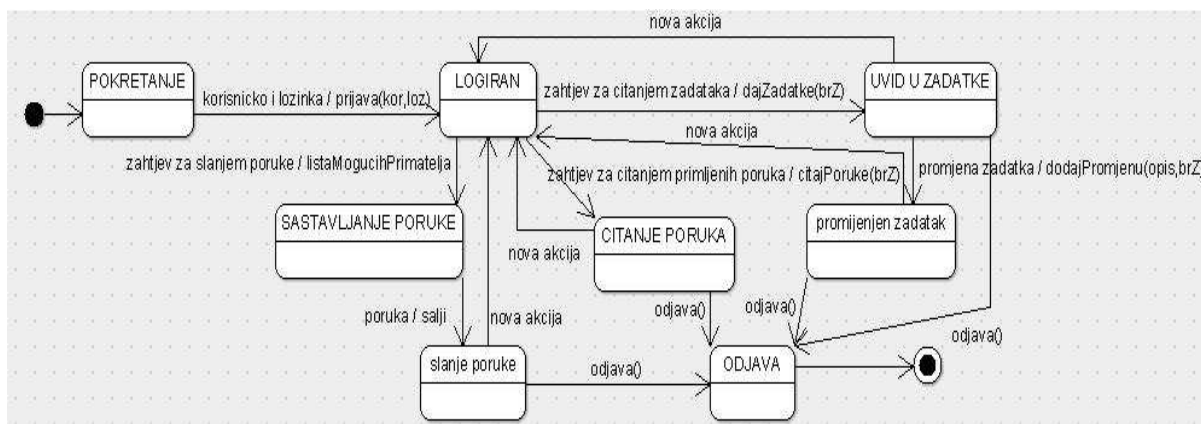 nova akcija
POKRETANJE
LOGIRAN
UVID U ZADATKE
korisnicko i lozinka / prijava(kor,loz)
zahtjev za citanjem zadataka / dajZadatke(brZ)
nova akcija
zahtjev za slanjem poruke / listaMogucihPrimatelja
zahtjev za citanjem primljenih poruka / citajPoruke(brZ)
promjena zadatka / dodajPromjenu(opis,brZ)
SASTAVLJANJE PORUKE
CITANJE PORUKA
promijenjen zadatak
nova akcija
poruka / salji
nova akcija
odjava()
odjava()
odjava()
slanje poruke
odjava()
ODJAVA